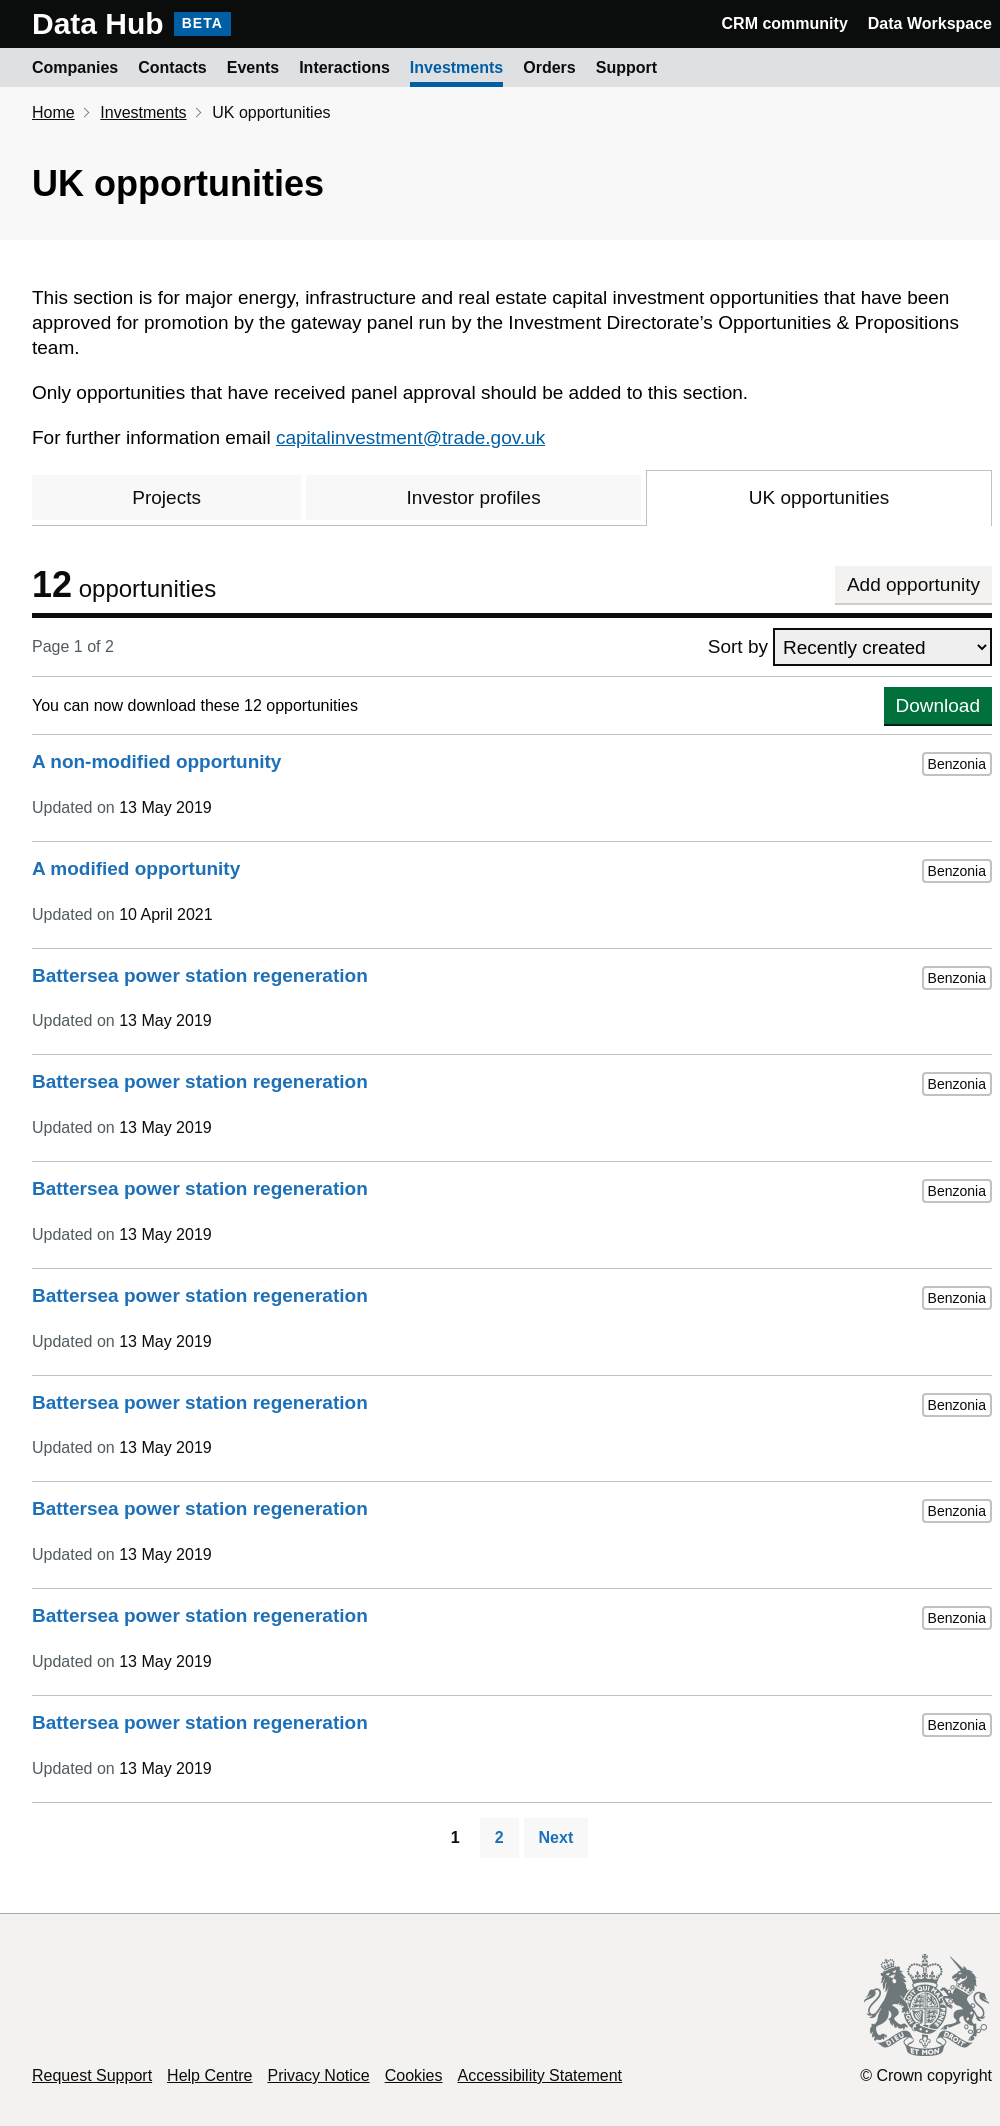 Data Hub BETA CRM community Data Workspace
Companies Contacts Events Interactions Investments Orders Support
Home Investments UK opportunities
UK opportunities
This section is for major energy, infrastructure and real estate capital investment opportunities that have been
approved for promotion by the gateway panel run by the Investment Directorate’s Opportunities & Propositions
team.
Only opportunities that have received panel approval should be added to this section.
For further information email capitalinvestment@trade.gov.uk
Projects Investor profiles UK opportunities
12 opportunities Add opportunity
Page 1 of 2 Sort by Recently created
You can now download these 12 opportunities Download
A non-modified opportunity Benzonia
Updated on 13 May 2019
A modified opportunity Benzonia
Updated on 10 April 2021
Battersea power station regeneration Benzonia
Updated on 13 May 2019
Battersea power station regeneration Benzonia
Updated on 13 May 2019
Battersea power station regeneration Benzonia
Updated on 13 May 2019
Battersea power station regeneration Benzonia
Updated on 13 May 2019
Battersea power station regeneration Benzonia
Updated on 13 May 2019
Battersea power station regeneration Benzonia
Updated on 13 May 2019
Battersea power station regeneration Benzonia
Updated on 13 May 2019
Battersea power station regeneration Benzonia
Updated on 13 May 2019
1 2 Next
DIEU ET MON DROIT
Request Support Help Centre Privacy Notice Cookies Accessibility Statement © Crown copyright